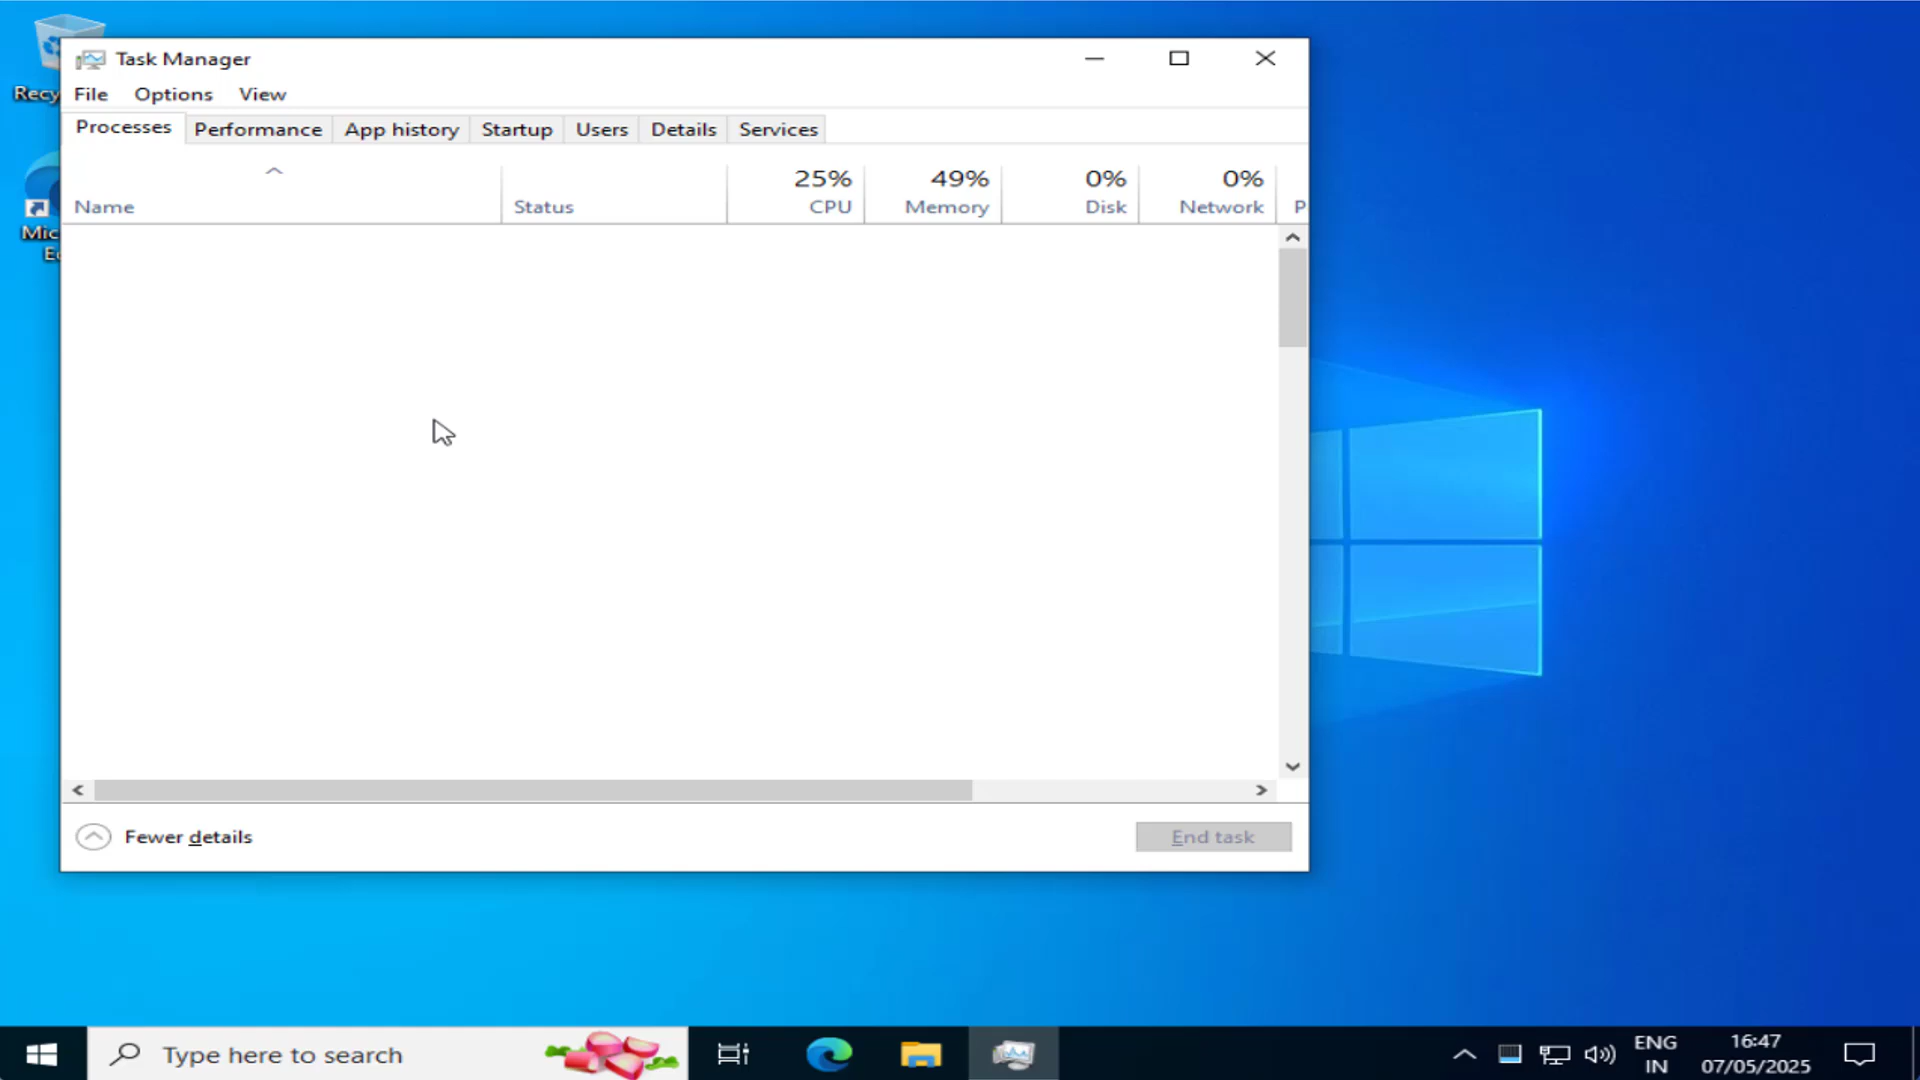 Task Manager
File Options View
Processes Performance App history Startup Users Details Services
25% 49% 0% 0%
Name Status CPU Memory Disk Network P
Fewer details End task
Recy
Mic
Type here to search
ENG
IN
16:47
07/05/2025